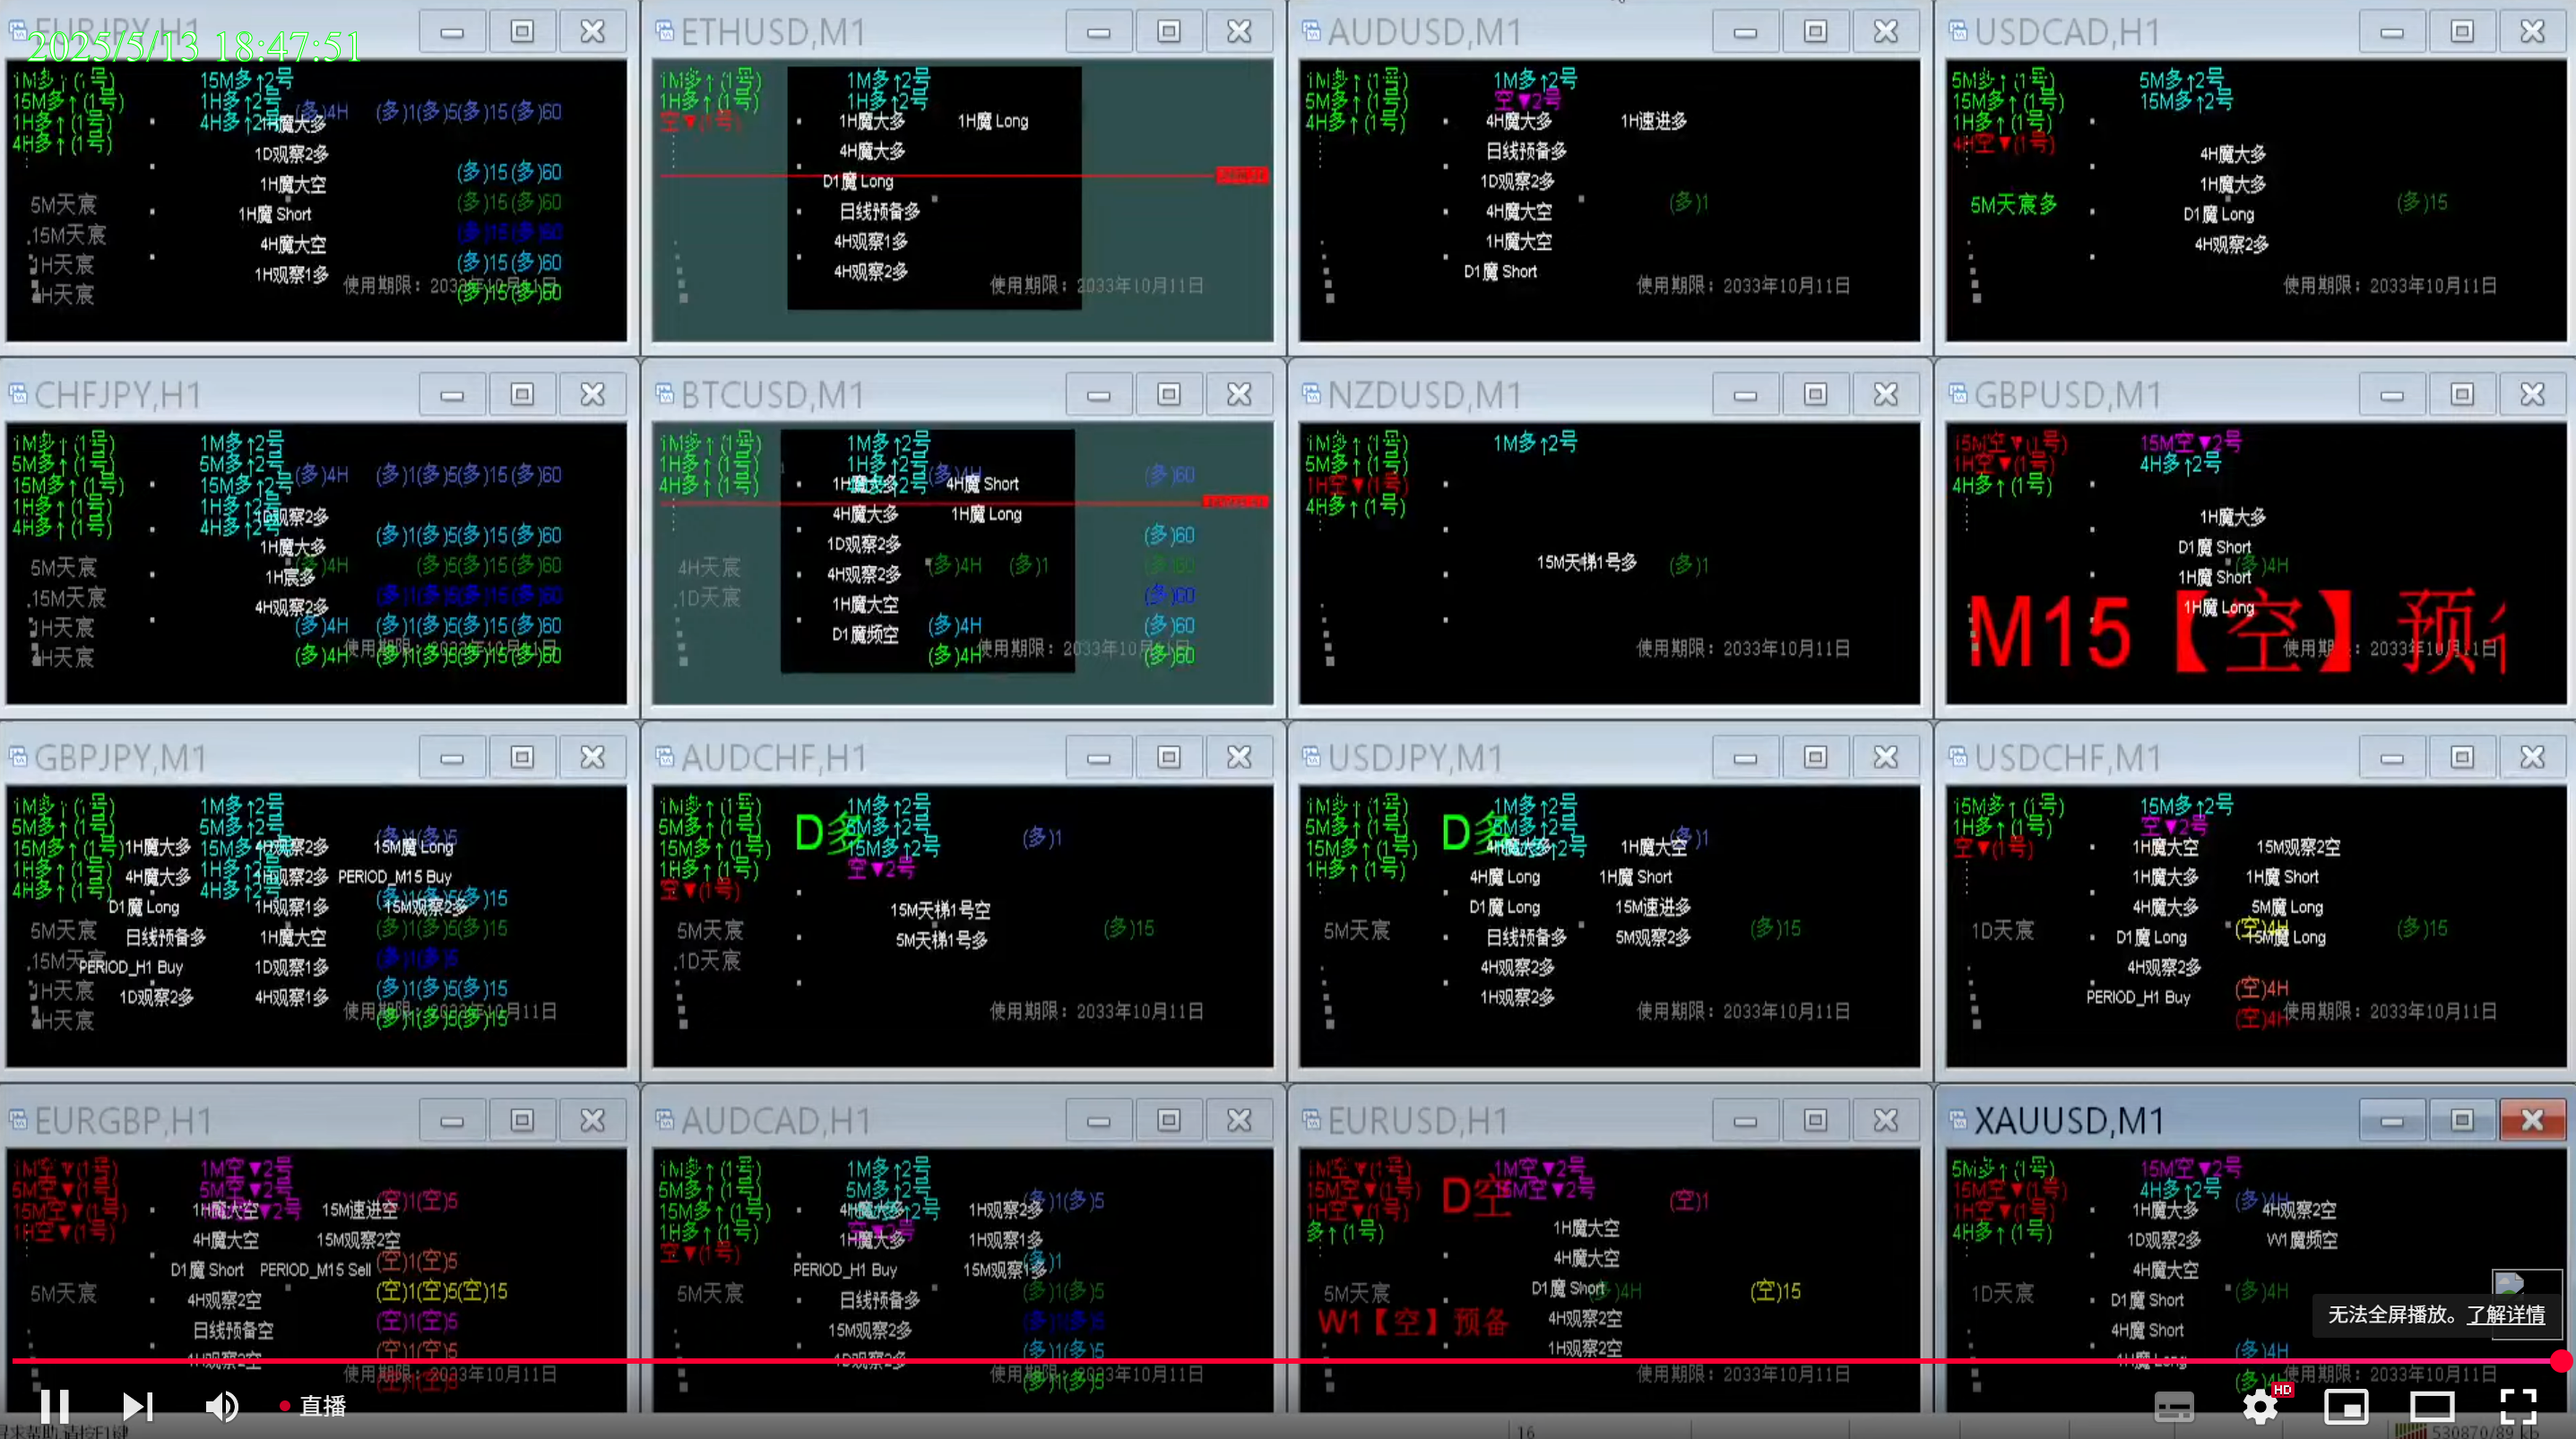 EURJPY,H1
2025/5/13 18:47:51
1M多↑(1号)
15M多↑(1号)
1H多↑(1号)
4H多↑(1号)
15M多↑2号
1H多↑2号
4H多↑2号
(多)4H (多)1(多)5(多)15(多)60
1H魔大多
1D观察2多
1H魔大空
1H魔 Short
4H魔大空
1H观察1多
(多)15(多)60
(多)15(多)60
(多)15(多)60
(多)15(多)60
(多)15(多)60
5M天宸
15M天宸
1H天宸
4H天宸
使用期限：2033年10月11日
ETHUSD,M1
1M多↑(1号)
1H多↑(1号)
空▼(1号)
1M多↑2号
1H多↑2号
1H魔大多 1H魔 Long
4H魔大多
D1魔 Long
日线预备多
4H观察1多
4H观察2多
使用期限：2033年10月11日
AUDUSD,M1
1M多↑(1号)
5M多↑(1号)
4H多↑(1号)
1M多↑2号
空▼2号
4H魔大多 1H速进多
日线预备多
1D观察2多
4H魔大空
1H魔大空
D1魔 Short
(多)1
使用期限：2033年10月11日
USDCAD,H1
5M多↑(1号)
15M多↑(1号)
1H多↑(1号)
4H空▼(1号)
5M多↑2号
15M多↑2号
4H魔大多
1H魔大多
D1魔 Long
4H观察2多
5M天宸多
(多)15
使用期限：2033年10月11日
CHFJPY,H1
1M多↑(1号)
5M多↑(1号)
15M多↑(1号)
1H多↑(1号)
4H多↑(1号)
1M多↑2号
5M多↑2号
15M多↑2号
1H多↑2号
4H多↑2号
(多)4H (多)1(多)5(多)15(多)60
1D观察2多
1H魔大多
1H宸多
4H观察2多
(多)1(多)5(多)15(多)60
(多)4H (多)5(多)15(多)60
(多)1(多)5(多)15(多)60
(多)4H (多)1(多)5(多)15(多)60
(多)4H (多)1(多)5(多)15(多)60
5M天宸
15M天宸
1H天宸
4H天宸
使用期限：2033年10月11日
BTCUSD,M1
1M多↑(1号)
1H多↑(1号)
4H多↑(1号)
1M多↑2号
1H多↑2号
4H多↑2号
(多)4H (多)60
1H魔大多 4H魔 Short
4H魔大多 1H魔 Long
1D观察2多
4H观察2多
1H魔大空
D1魔频空
(多)60
(多)4H (多)1 (多)60
(多)60
(多)4H (多)60
(多)4H (多)60
4H天宸
1D天宸
使用期限：2033年10月11日
NZDUSD,M1
1M多↑(1号)
5M多↑(1号)
1H空▼(1号)
4H多↑(1号)
1M多↑2号
15M天梯1号多
(多)1
使用期限：2033年10月11日
GBPUSD,M1
15M空▼(1号)
1H空▼(1号)
4H多↑(1号)
15M空▼2号
4H多↑2号
1H魔大多
D1魔 Short
1H魔 Short
1H魔 Long
(多)4H
M15【空】预
使用期限：2033年10月11日
GBPJPY,M1
1M多↑(1号)
5M多↑(1号)
15M多↑(1号)
1H多↑(1号)
4H多↑(1号)
1M多↑2号
5M多↑2号
15M多↑2号
1H多↑2号
4H多↑2号
(多)1(多)5
1H魔大多 4H观察2多 15M魔 Long
4H魔大多 1H观察2多 PERIOD_M15 Buy
D1魔 Long 1H观察1多 15M观察2多
日线预备多 1H魔大空
PERIOD_H1 Buy 1D观察1多
1D观察2多 4H观察1多
(多)1(多)5(多)15
(多)1(多)5(多)15
(多)1(多)5
(多)1(多)5(多)15
(多)1(多)5(多)15
5M天宸
15M天宸
1H天宸
4H天宸
使用期限：2033年10月11日
AUDCHF,H1
1M多↑(1号)
5M多↑(1号)
15M多↑(1号)
空▼(1号)
D多
1M多↑2号
5M多↑2号
15M多↑2号
空▼2号
(多)1
15M天梯1号空
5M天梯1号多
(多)15
5M天宸
1D天宸
使用期限：2033年10月11日
USDJPY,M1
1M多↑(1号)
5M多↑(1号)
15M多↑(1号)
1H多↑(1号)
D多
1M多↑2号
5M多↑2号
15M多↑2号
(多)1
4H魔大多 1H魔大空
4H魔 Long 1H魔 Short
D1魔 Long 15M速进多
日线预备多 5M观察2多
4H观察2多
1H观察2多
(多)15
5M天宸
使用期限：2033年10月11日
USDCHF,M1
15M多↑(1号)
1H多↑(1号)
空▼(1号)
15M多↑2号
空▼2号
1H魔大空 15M观察2空
1H魔大多 1H魔 Short
4H魔大多 5M魔 Long
D1魔 Long 15M魔 Long
4H观察2多
PERIOD_H1 Buy
(空)4H (多)15
(空)4H
(空)4H
1D天宸
使用期限：2033年10月11日
EURGBP,H1
1M空▼(1号)
5M空▼(1号)
15M空▼(1号)
1H空▼(1号)
1M空▼2号
5M空▼2号
15M空▼2号
(空)1(空)5
1H魔大空 15M速进空
4H魔大空 15M观察2空
D1魔 Short PERIOD_M15 Sell
4H观察2空
日线预备空
1H观察2空
(空)1(空)5
(空)1(空)5(空)15
(空)1(空)5
(空)1(空)5
(空)1(空)5
5M天宸
使用期限：2033年10月11日
AUDCAD,H1
1M多↑(1号)
5M多↑(1号)
15M多↑(1号)
1H多↑(1号)
空▼(1号)
1M多↑2号
5M多↑2号
15M多↑2号
空▼2号
(多)1(多)5
4H魔大多 1H观察2多
1H魔大多 1H观察1多
PERIOD_H1 Buy 15M观察1多
日线预备多
15M观察2多
4D观察2多
(多)1
(多)1(多)5
(多)1(多)5
(多)1(多)5
(多)1(多)5
5M天宸
使用期限：2033年10月11日
EURUSD,H1
1M空▼(1号)
15M空▼(1号)
1H空▼(1号)
多↑(1号)
D空
1M空▼2号
15M空▼2号
(空)1
1H魔大空
4H魔大空
D1魔 Short
4H观察2空
1H观察2空
(多)4H (空)15
5M天宸
W1【空】预备
使用期限：2033年10月11日
XAUUSD,M1
5M多↑(1号)
15M空▼(1号)
1H空▼(1号)
4H多↑(1号)
15M空▼2号
4H多↑2号
(多)4H
1H魔大多 4H观察2空
1D观察2多 W1魔频空
4H魔大空
D1魔 Short
4H魔 Short
1H魔 Long
(多)4H
(多)4H
1D天宸
使用期限：2033年10月11日
无法全屏播放。了解详情
直播
HD
16
530870/89 kb